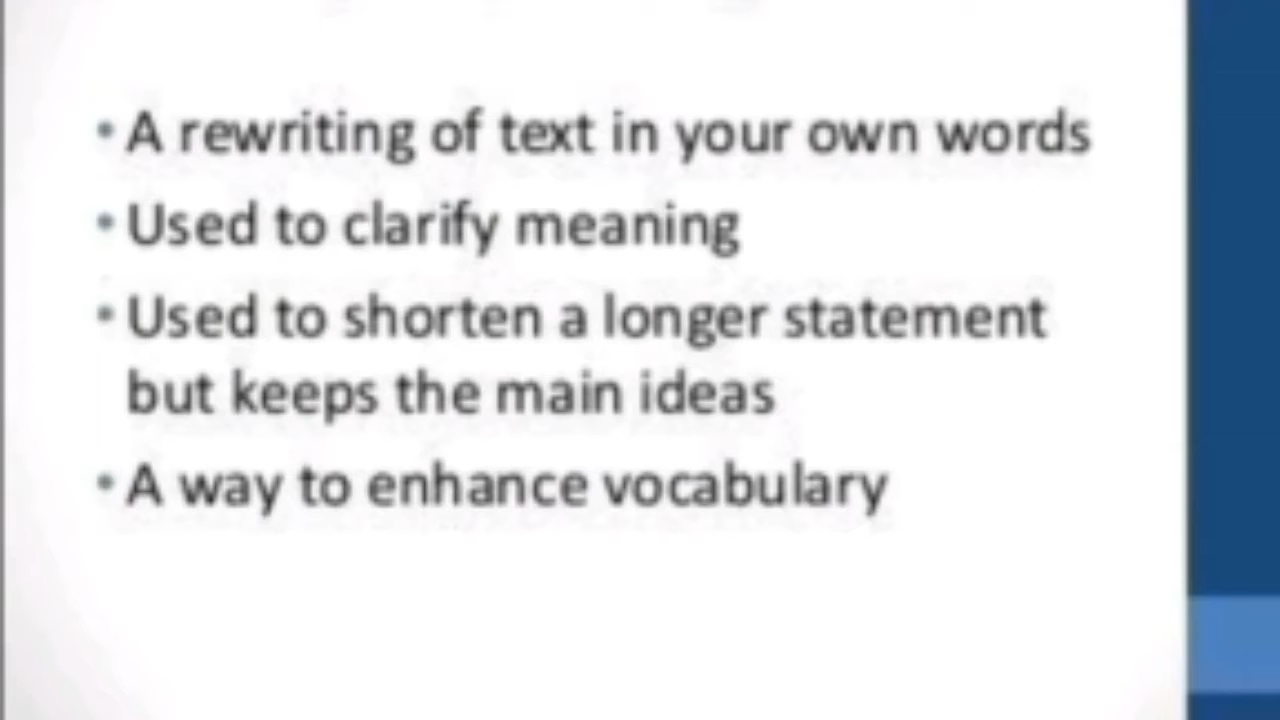 • A rewriting of text in your own words
• Used to clarify meaning
• Used to shorten a longer statement
but keeps the main ideas
• A way to enhance vocabulary